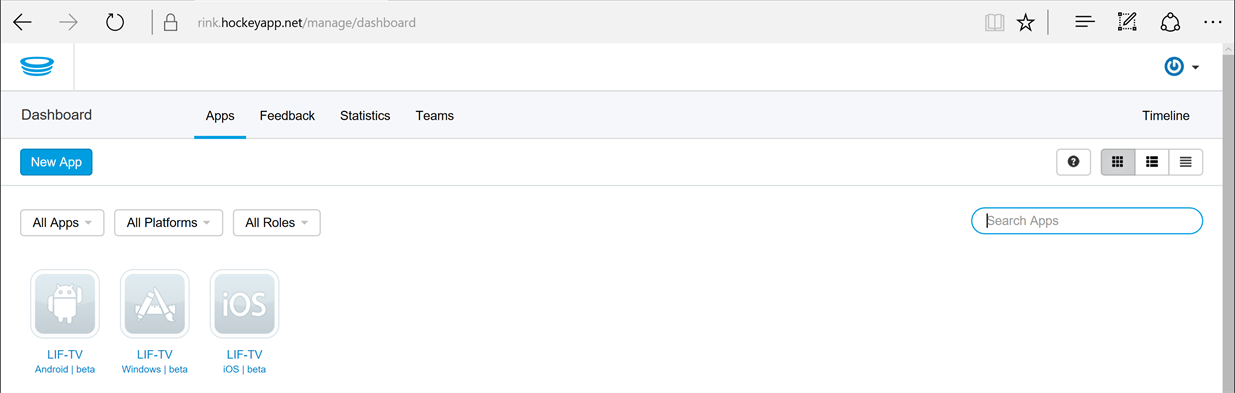 rink.hockeyapp.net/manage/dashboard
Dashboard Apps Feedback Statistics Teams Timeline
New App ?
All Apps All Platforms All Roles Search Apps
iOS
LIF-TV LIF-TV LIF-TV
Android | beta Windows | beta iOS | beta